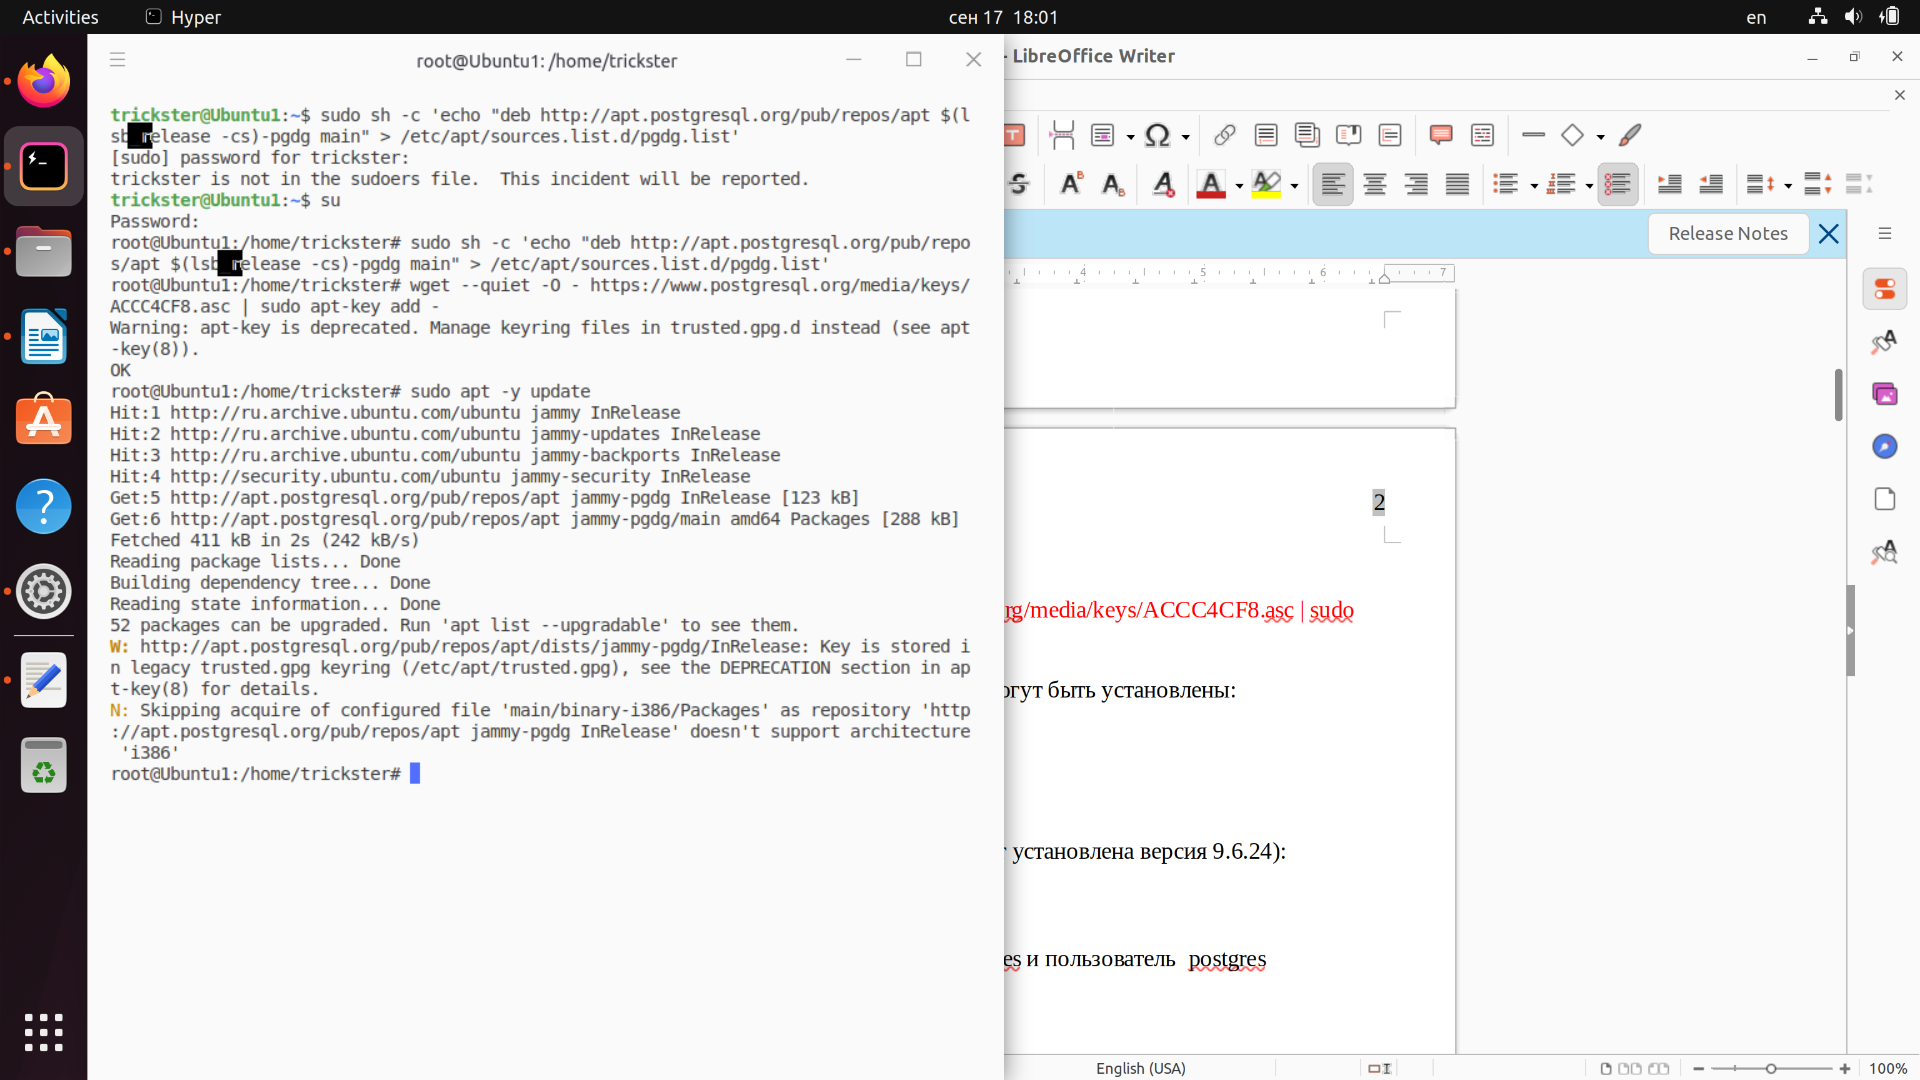 Activities
Hyper
сен 17 18:01
en
root@Ubuntu1: /home/trickster
trickster@Ubuntu1:~$ sudo sh -c 'echo "deb http://apt.postgresql.org/pub/repos/apt $(l
sb release -cs)-pgdg main" > /etc/apt/sources.list.d/pgdg.list'
[sudo] password for trickster:
trickster is not in the sudoers file.  This incident will be reported.
trickster@Ubuntu1:~$ su
Password:
root@Ubuntu1:/home/trickster# sudo sh -c 'echo "deb http://apt.postgresql.org/pub/repo
s/apt $(lsb release -cs)-pgdg main" > /etc/apt/sources.list.d/pgdg.list'
root@Ubuntu1:/home/trickster# wget --quiet -O - https://www.postgresql.org/media/keys/
ACCC4CF8.asc | sudo apt-key add -
Warning: apt-key is deprecated. Manage keyring files in trusted.gpg.d instead (see apt
-key(8)).
OK
root@Ubuntu1:/home/trickster# sudo apt -y update
Hit:1 http://ru.archive.ubuntu.com/ubuntu jammy InRelease
Hit:2 http://ru.archive.ubuntu.com/ubuntu jammy-updates InRelease
Hit:3 http://ru.archive.ubuntu.com/ubuntu jammy-backports InRelease
Hit:4 http://security.ubuntu.com/ubuntu jammy-security InRelease
Get:5 http://apt.postgresql.org/pub/repos/apt jammy-pgdg InRelease [123 kB]
Get:6 http://apt.postgresql.org/pub/repos/apt jammy-pgdg/main amd64 Packages [288 kB]
Fetched 411 kB in 2s (242 kB/s)
Reading package lists... Done
Building dependency tree... Done
Reading state information... Done
52 packages can be upgraded. Run 'apt list --upgradable' to see them.
W: http://apt.postgresql.org/pub/repos/apt/dists/jammy-pgdg/InRelease: Key is stored i
n legacy trusted.gpg keyring (/etc/apt/trusted.gpg), see the DEPRECATION section in ap
t-key(8) for details.
N: Skipping acquire of configured file 'main/binary-i386/Packages' as repository 'http
://apt.postgresql.org/pub/repos/apt jammy-pgdg InRelease' doesn't support architecture
 'i386'
root@Ubuntu1:/home/trickster#
- LibreOffice Writer
Release Notes
4 5 6 7
2
rg/media/keys/ACCC4CF8.asc | sudo
огут быть установлены:
установлена версия 9.6.24):
es и пользователь postgres
English (USA)
100%